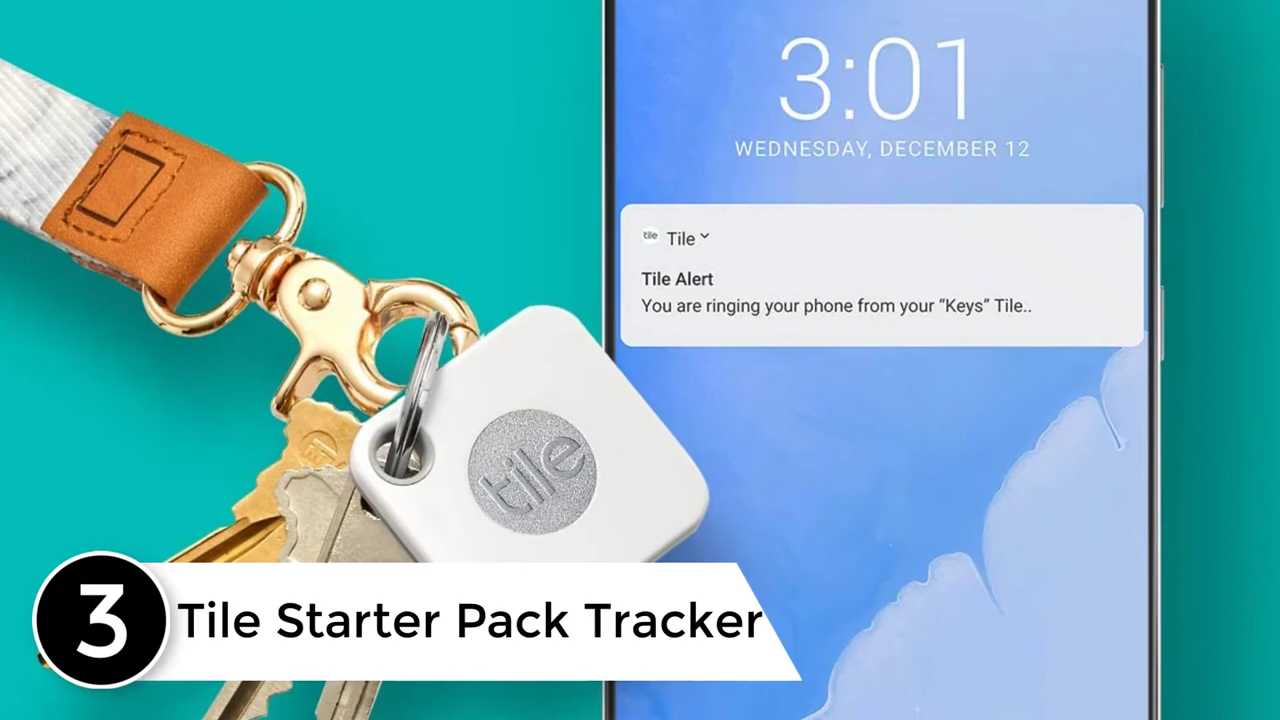 3:01
WEDNESDAY, DECEMBER 12
tile Tile
Tile Alert
You are ringing your phone from your “Keys” Tile..
tile
3 Tile Starter Pack Tracker